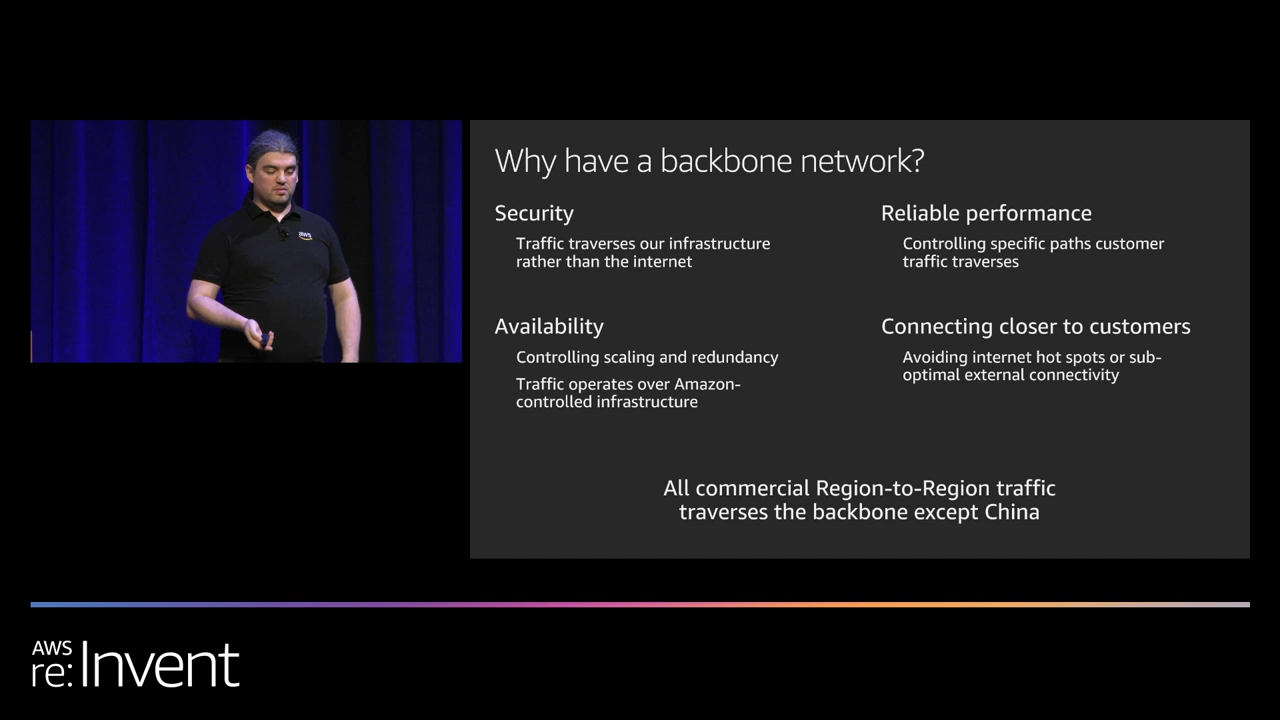 aws
Why have a backbone network?
Security
Traffic traverses our infrastructure
rather than the internet
Reliable performance
Controlling specific paths customer
traffic traverses
Availability
Controlling scaling and redundancy
Traffic operates over Amazon-
controlled infrastructure
Connecting closer to customers
Avoiding internet hot spots or sub-
optimal external connectivity
All commercial Region-to-Region traffic
traverses the backbone except China
AWS
re:Invent